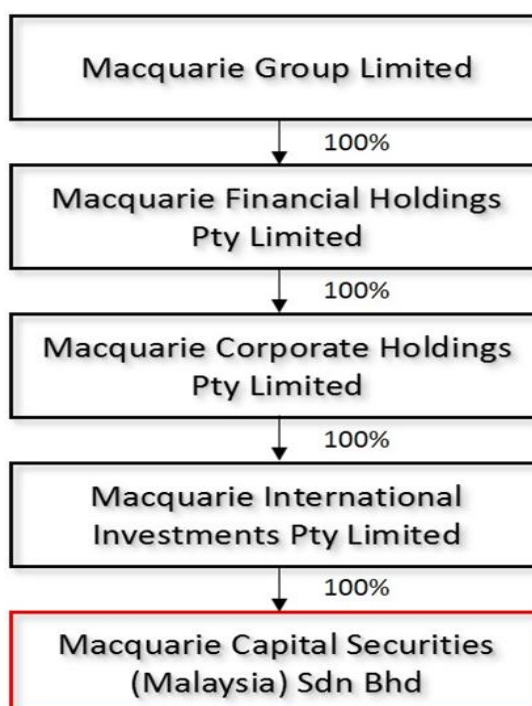 Macquarie Group Limited
100%
Macquarie Financial Holdings
Pty Limited
100%
Macquarie Corporate Holdings
Pty Limited
100%
Macquarie International
Investments Pty Limited
100%
Macquarie Capital Securities
(Malaysia) Sdn Bhd